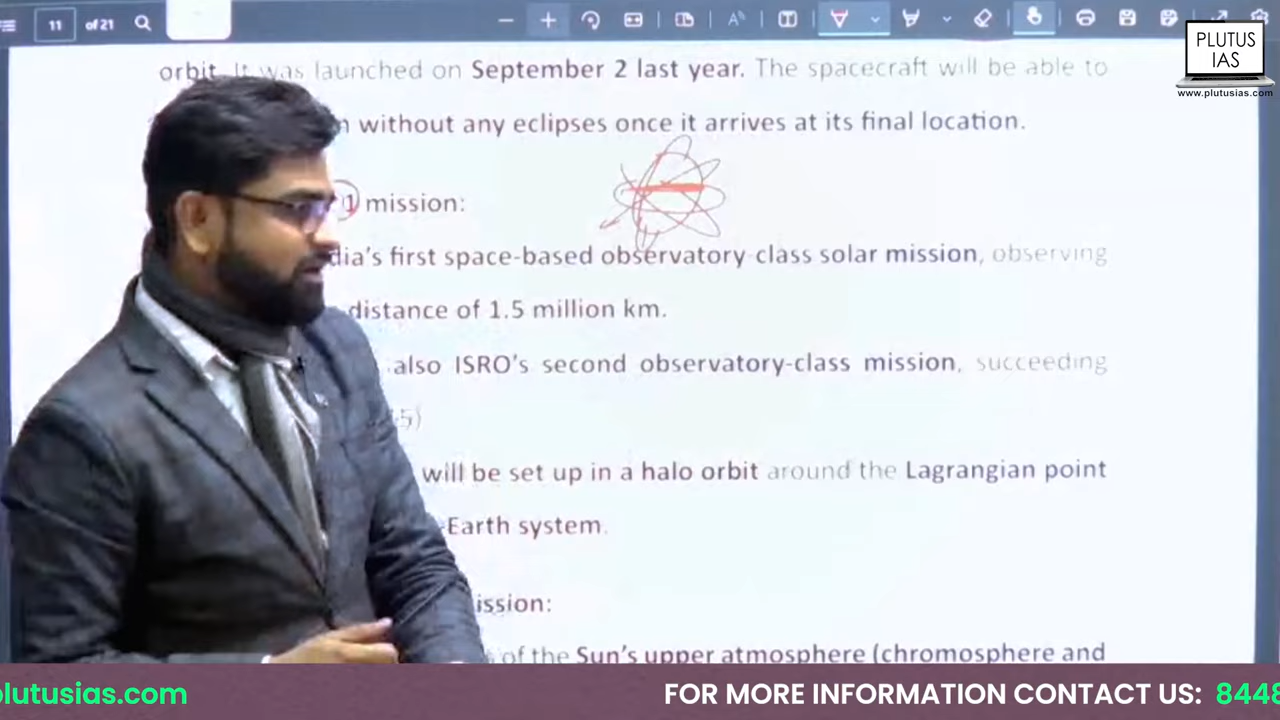 11 of 21
PLUTUS
IAS
www.plutusias.com
orbit. It was launched on September 2 last year. The spacecraft will be able to
without any eclipses once it arrives at its final location.
1 mission:
dia's first space-based observatory class solar mission, observing
distance of 1.5 million km.
also ISRO's second observatory-class mission, succeeding
5)
will be set up in a halo orbit around the Lagrangian point
-Earth system.
ission:
of the Sun's upper atmosphere (chromosphere and
lutusias.com FOR MORE INFORMATION CONTACT US: 8448